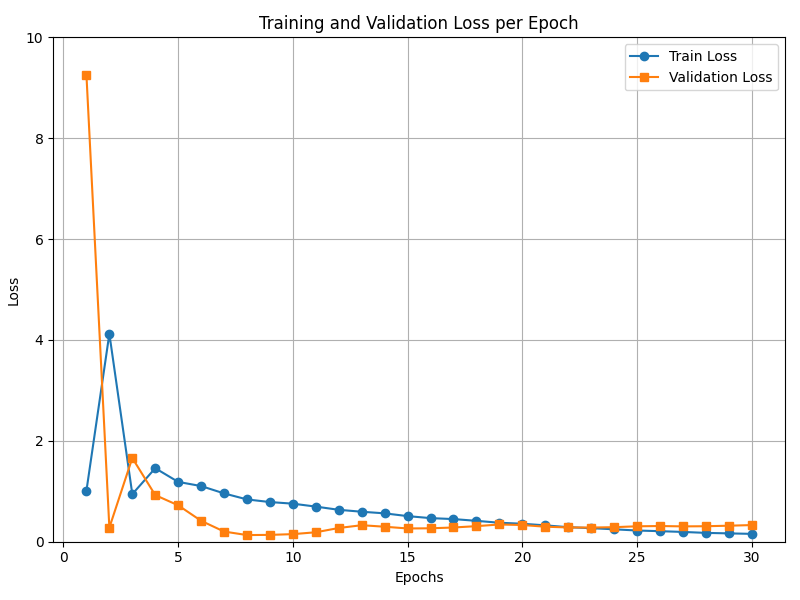 Training and Validation Loss per Epoch
Train Loss
Validation Loss
Loss
10
8
6
4
2
0
0 5 10 15 20 25 30
Epochs